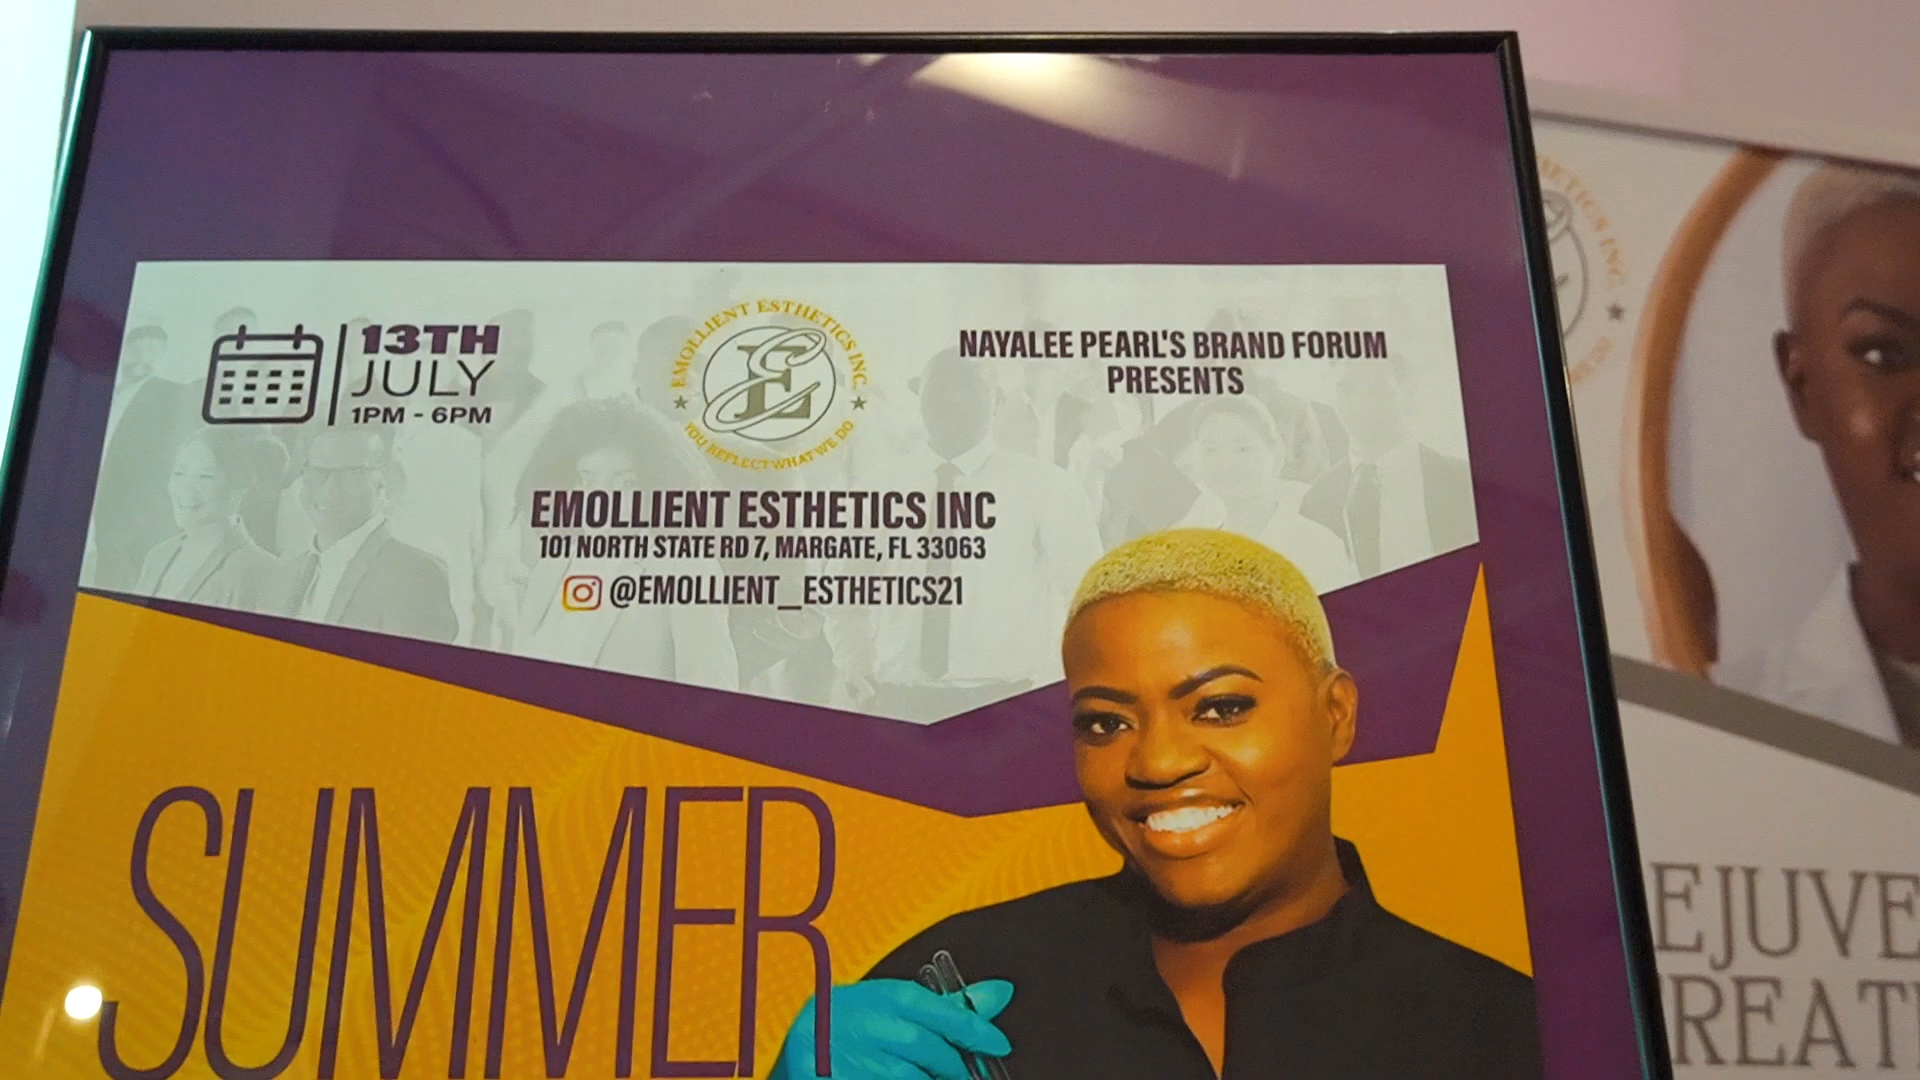 13TH
JULY
1PM - 6PM
EMOLLIENT ESTHETICS INC.
E
YOU REFLECT WHAT WE DO
NAYALEE PEARL'S BRAND FORUM
PRESENTS
EMOLLIENT ESTHETICS INC
101 NORTH STATE RD 7, MARGATE, FL 33063
@EMOLLIENT_ESTHETICS21
SUMMER
INC.
EJUVE
REAT